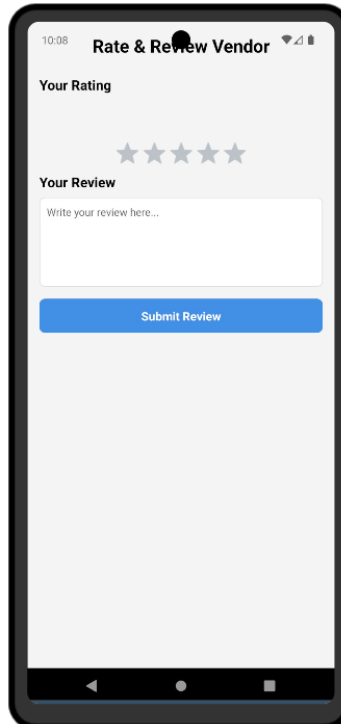 10:08
Rate & Review Vendor
Your Rating
Your Review
Write your review here...
Submit Review